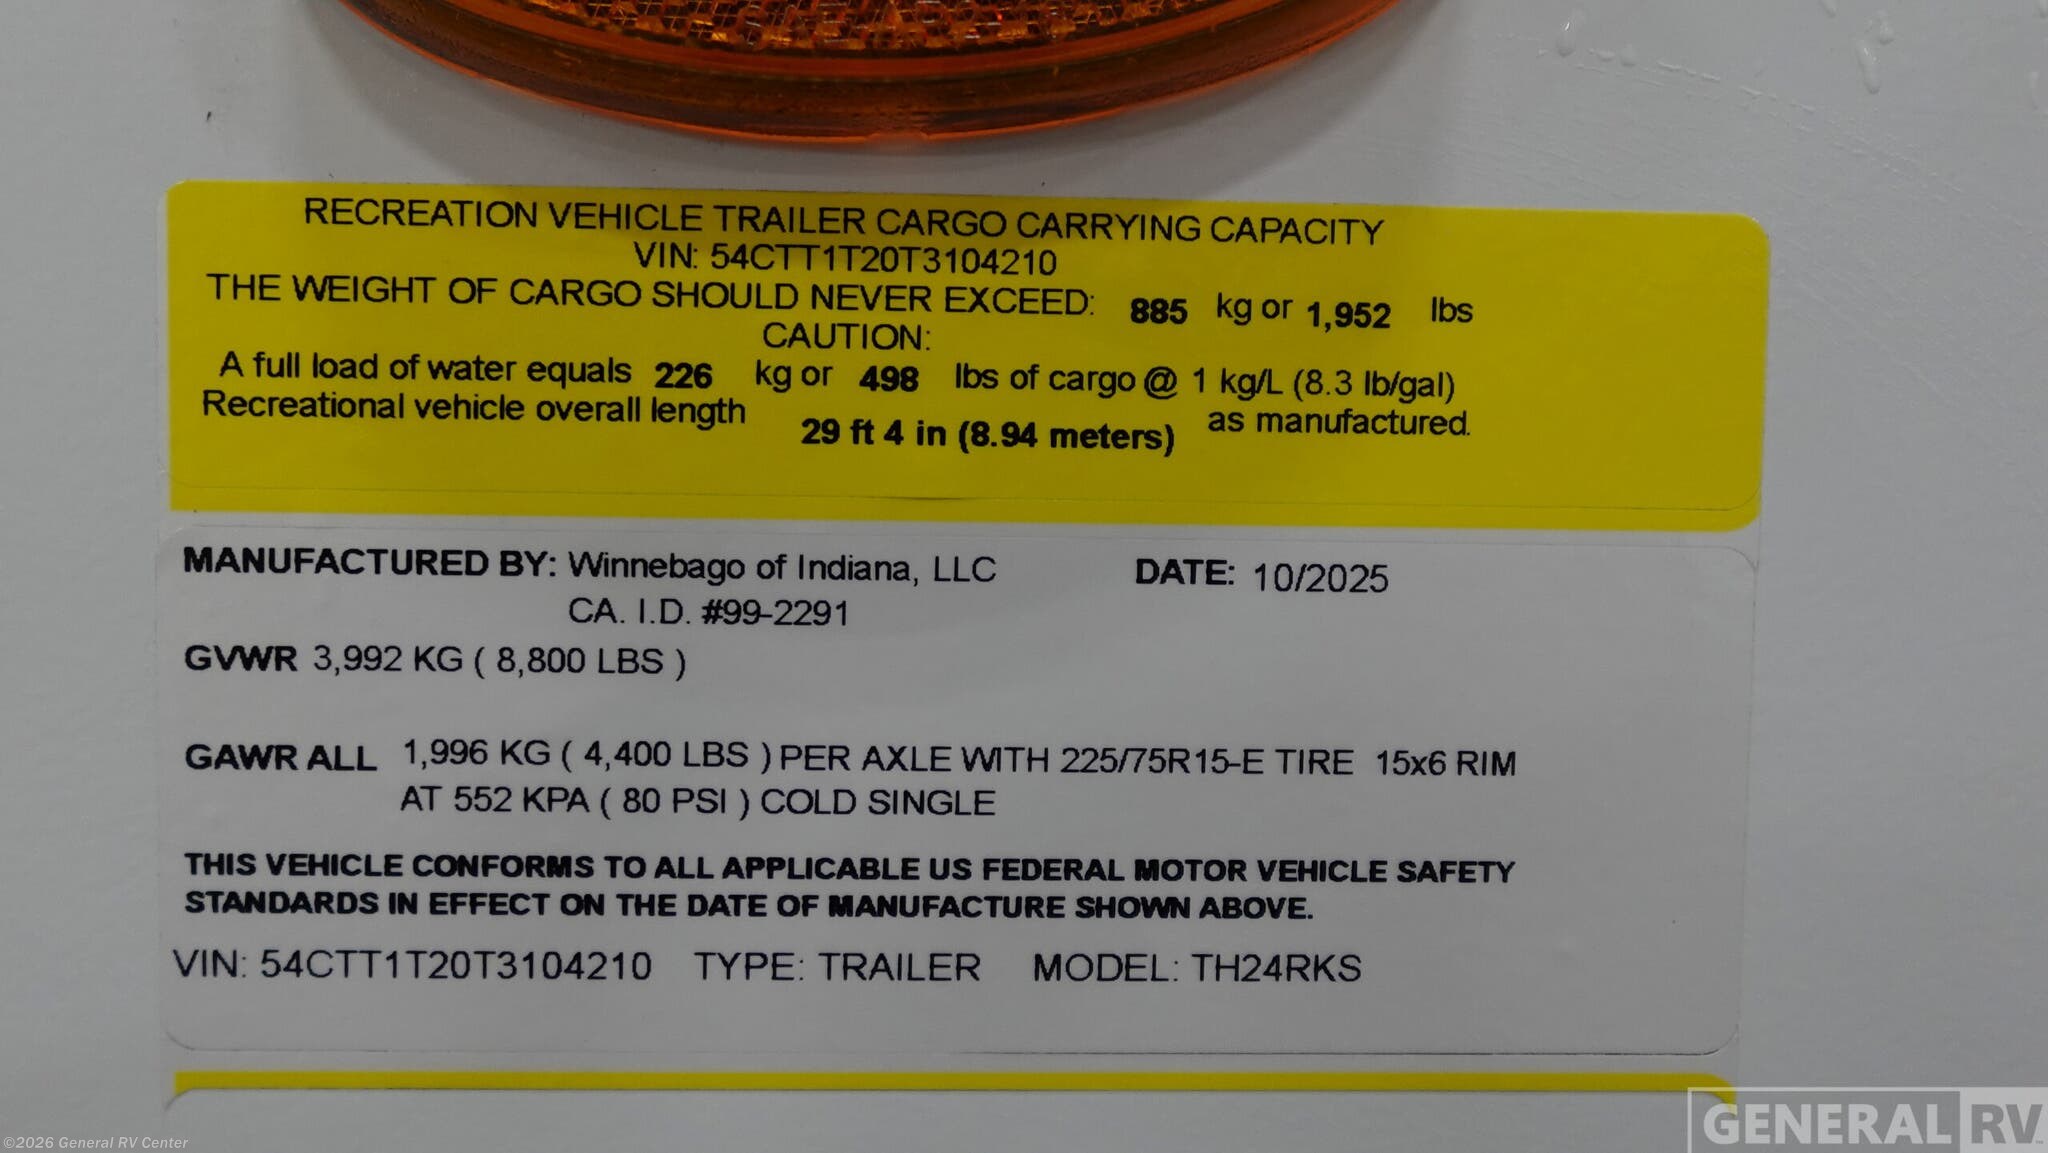 RECREATION VEHICLE TRAILER CARGO CARRYING CAPACITY
VIN: 54CTT1T20T3104210
THE WEIGHT OF CARGO SHOULD NEVER EXCEED: 885 kg or 1,952 lbs
CAUTION:
A full load of water equals 226 kg or 498 lbs of cargo @ 1 kg/L (8.3 lb/gal)
Recreational vehicle overall length 29 ft 4 in (8.94 meters) as manufactured.
MANUFACTURED BY: Winnebago of Indiana, LLC DATE: 10/2025
CA. I.D. #99-2291
GVWR 3,992 KG ( 8,800 LBS )
GAWR ALL 1,996 KG ( 4,400 LBS ) PER AXLE WITH 225/75R15-E TIRE 15x6 RIM
AT 552 KPA ( 80 PSI ) COLD SINGLE
THIS VEHICLE CONFORMS TO ALL APPLICABLE US FEDERAL MOTOR VEHICLE SAFETY
STANDARDS IN EFFECT ON THE DATE OF MANUFACTURE SHOWN ABOVE.
VIN: 54CTT1T20T3104210 TYPE: TRAILER MODEL: TH24RKS
©2026 General RV Center
GENERAL RV